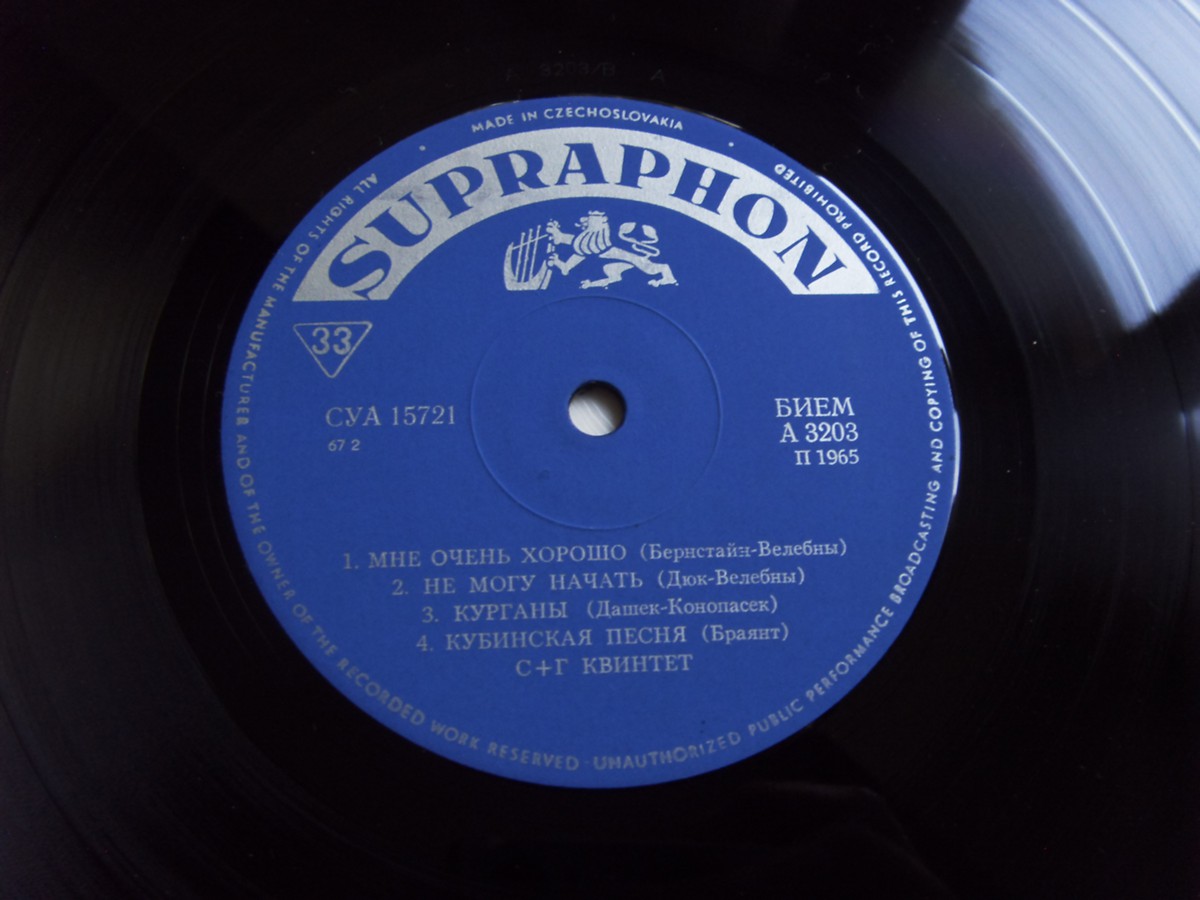 MADE IN CZECHOSLOVAKIA
SUPRAPHON
33
СУА 15721
67 2
БИЕМ
А 3203
П 1965
1. МНЕ ОЧЕНЬ ХОРОШО (Бернстайн-Велебны)
2. НЕ МОГУ НАЧАТЬ (Дюк-Велебны)
3. КУРГАНЫ (Дашек-Конопасек)
4. КУБИНСКАЯ ПЕСНЯ (Браянт)
С+Г КВИНТЕТ
ALL RIGHTS OF THE MANUFACTURER AND OF THE OWNER OF THE RECORDED WORK RESERVED · UNAUTHORIZED PUBLIC PERFORMANCE BROADCASTING AND COPYING OF THIS RECORD PROHIBITED